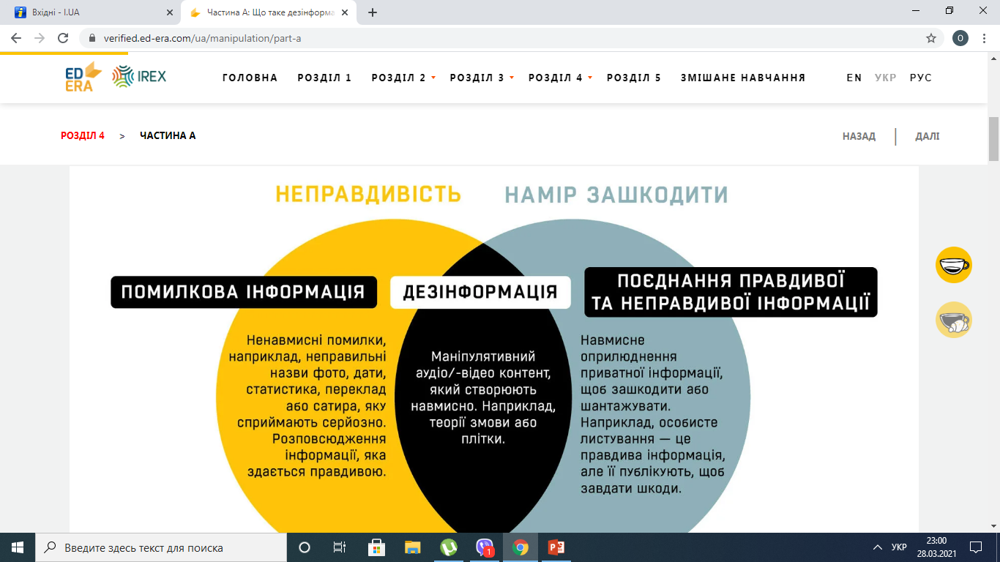 Вхідні - I.UA
Частина А: Що таке дезінформа
verified.ed-era.com/ua/manipulation/part-a
О
ED
ERA
IREX
ГОЛОВНА РОЗДІЛ 1 РОЗДІЛ 2 РОЗДІЛ 3 РОЗДІЛ 4 РОЗДІЛ 5 ЗМІШАНЕ НАВЧАННЯ
EN УКР РУС
РОЗДІЛ 4 > ЧАСТИНА А
НАЗАД | ДАЛІ
НЕПРАВДИВІСТЬ
НАМІР ЗАШКОДИТИ
ПОМИЛКОВА ІНФОРМАЦІЯ
ДЕЗІНФОРМАЦІЯ
ПОЄДНАННЯ ПРАВДИВОЇ
ТА НЕПРАВДИВОЇ ІНФОРМАЦІЇ
Ненавмисні помилки,
наприклад, неправильні
назви фото, дати,
статистика, переклад
або сатира, яку
сприймають серйозно.
Розповсюдження
інформації, яка
здається правдивою.
Маніпулятивний
аудіо/-відео контент,
який створюють
навмисно. Наприклад,
теорії змови або
плітки.
Навмисне
оприлюднення
приватної інформації,
щоб зашкодити або
шантажувати.
Наприклад, особисте
листування — це
правдива інформація,
але її публікують, щоб
завдати шкоди.
Введите здесь текст для поиска
1
УКР
23:00
28.03.2021